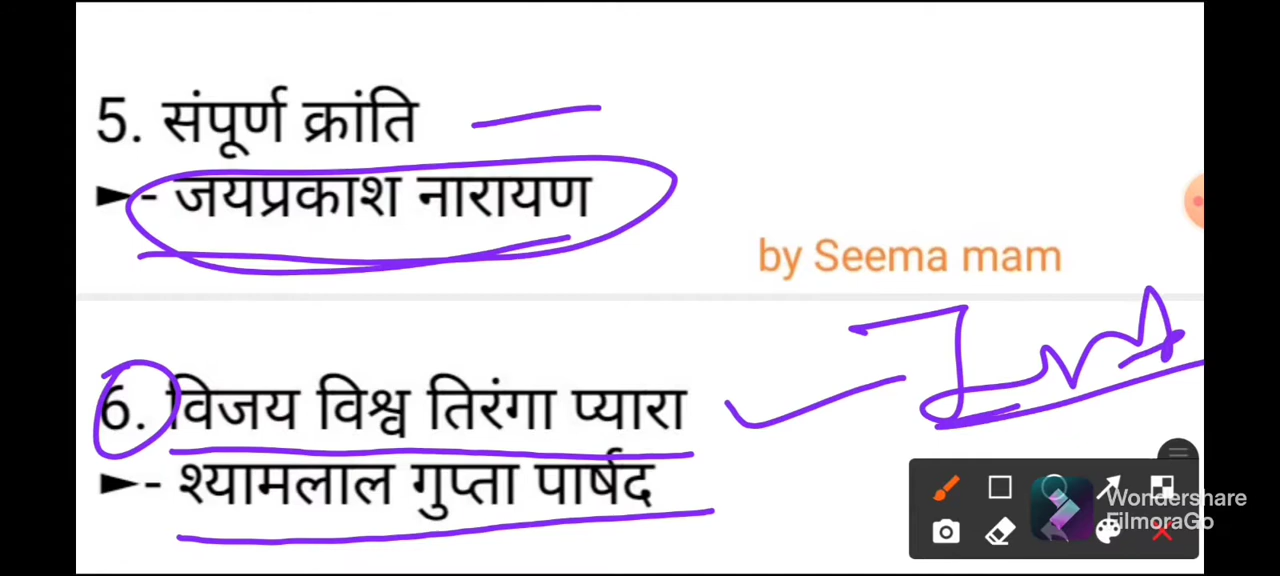 5. संपूर्ण क्रांति
►- जयप्रकाश नारायण
by Seema mam
6. विजय विश्व तिरंगा प्यारा
►- श्यामलाल गुप्ता पार्षद
Wondershare
FilmoraGo